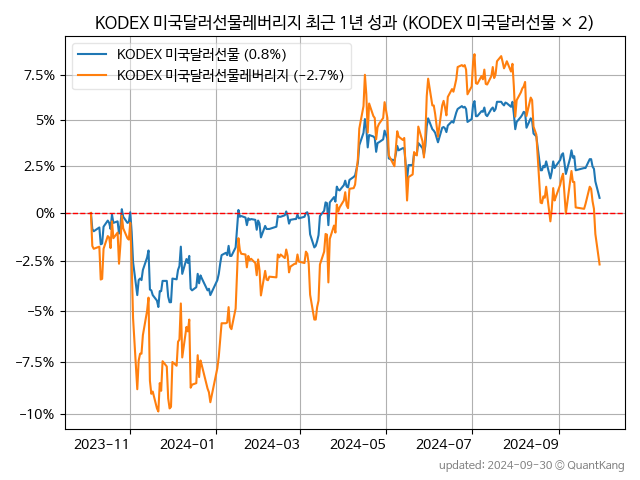 KODEX 미국달러선물레버리지 최근 1년 성과 (KODEX 미국달러선물 × 2)
KODEX 미국달러선물 (0.8%)
KODEX 미국달러선물레버리지 (−2.7%)
7.5%
5%
2.5%
0%
−2.5%
−5%
−7.5%
−10%
2023-11 2024-01 2024-03 2024-05 2024-07 2024-09
updated: 2024-09-30 © QuantKang